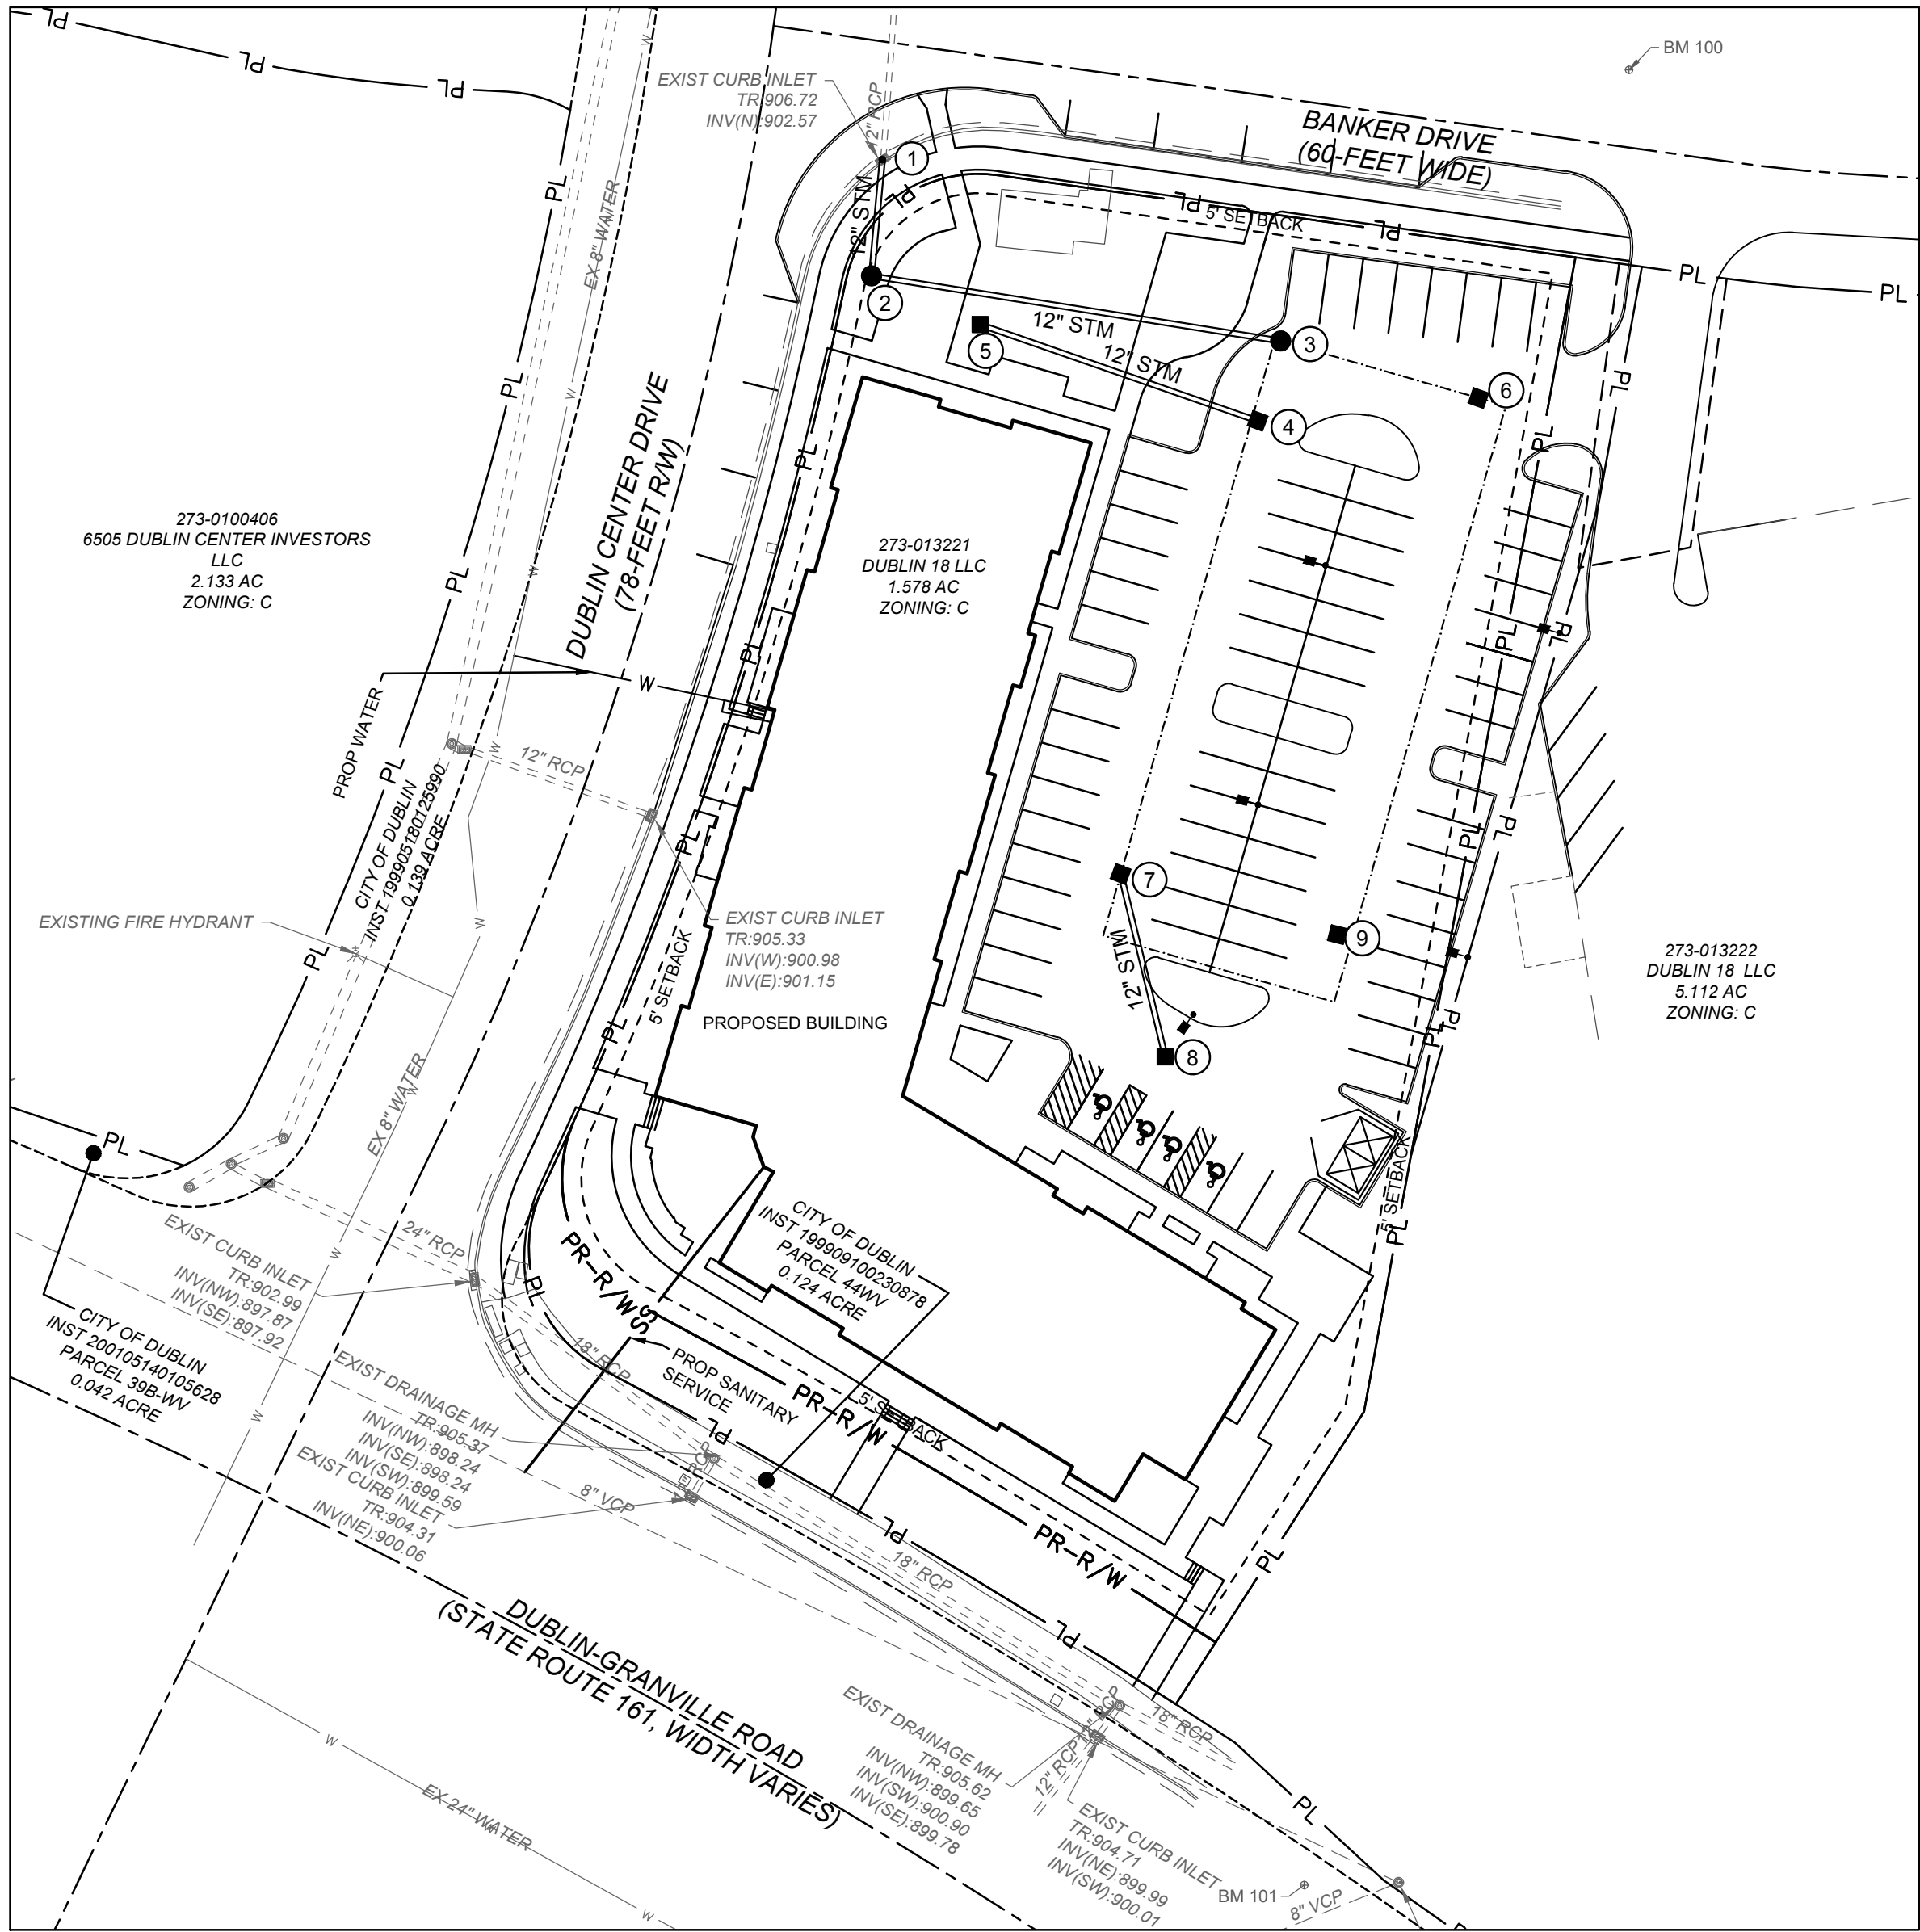 PL
PL
PL
PL
PL
W
BM 100
EXIST CURB INLET
TR:906.72
INV(N):902.57
12" RCP
1
BANKER DRIVE
(60-FEET WIDE)
EX 8" WATER
W
12" STM
PL
PL
5' SETBACK
PL
PL
PL
2
12" STM
3
5
12" STM
6
4
PL
PL
PL
PL
DUBLIN CENTER DRIVE
(78-FEET R/W)
273-0100406
6505 DUBLIN CENTER INVESTORS
LLC
2.133 AC
ZONING: C
273-013221
DUBLIN 18 LLC
1.578 AC
ZONING: C
PL
W
PL
PL
PL
W
PROP WATER
W
12" RCP
PL
CITY OF DUBLIN
INST 199905180125990
0.139 ACRE
PL
PL
PL
7
EXISTING FIRE HYDRANT
W
PL
5' SETBACK
EXIST CURB INLET
TR:905.33
INV(W):900.98
INV(E):901.15
12" STM
9
273-013222
DUBLIN 18 LLC
5.112 AC
ZONING: C
PROPOSED BUILDING
PL
PL
PL
8
EX 8" WATER
W
PL
5' SETBACK
PL
24" RCP
W
EXIST CURB INLET
TR:902.99
INV(NW):897.87
INV(SE):897.92
CITY OF DUBLIN
INST 199909100230878
PARCEL 44WV
0.124 ACRE
PR-R/W
PL
SS
CITY OF DUBLIN
INST 200105140105628
PARCEL 39B-WV
0.042 ACRE
18" RCP
PROP SANITARY
SERVICE
PR-R/W
5' SETBACK
EXIST DRAINAGE MH
TR:905.37
INV(NW):898.24
INV(SE):898.24
INV(SW):899.59
EXIST CURB INLET
TR:904.31
INV(NE):900.06
W
PL
RCP
8" VCP
PL
18" RCP
PR-R/W
PL
PL
DUBLIN-GRANVILLE ROAD
(STATE ROUTE 161, WIDTH VARIES)
EXIST DRAINAGE MH
TR:905.62
INV(NW):899.65
INV(SW):900.90
INV(SE):899.78
12" RCP
RCP
18" RCP
W
EX 24" WATER
W
W
PL
EXIST CURB INLET
TR:904.71
INV(NE):899.99
INV(SW):900.01
BM 101
8" VCP